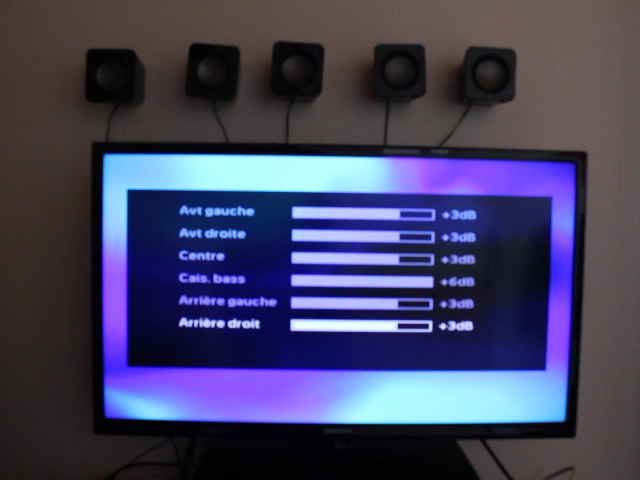 Avt gauche +3dB
Avt droite +3dB
Centre +3dB
Cais. bass +6dB
Arrière gauche +3dB
Arrière droit +3dB